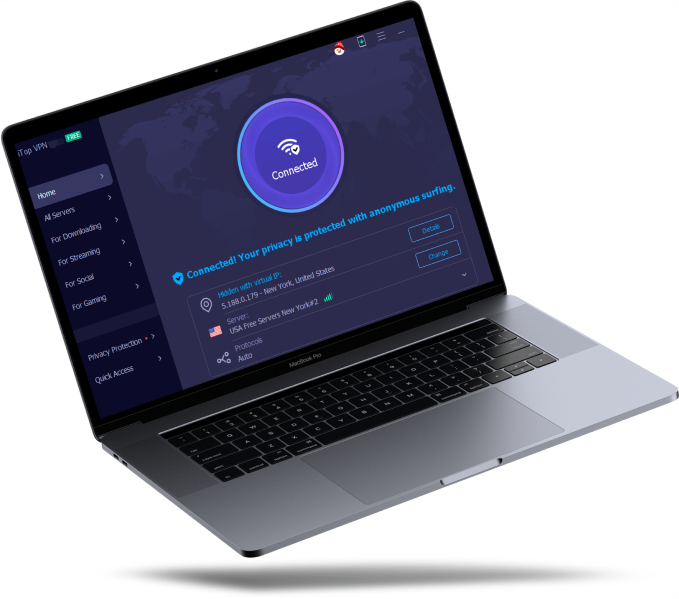 iTop VPN FREE
Home
All Servers
For Downloading
For Streaming
For Social
For Gaming
Privacy Protection
Quick Access
Connected
Connected! Your privacy is protected with anonymous surfing.
Hidden with virtual IP:
5.188.0.179 - New York, United States
Details
Server:
USA Free Servers New York#2
Change
Protocols
Auto
MacBook Pro